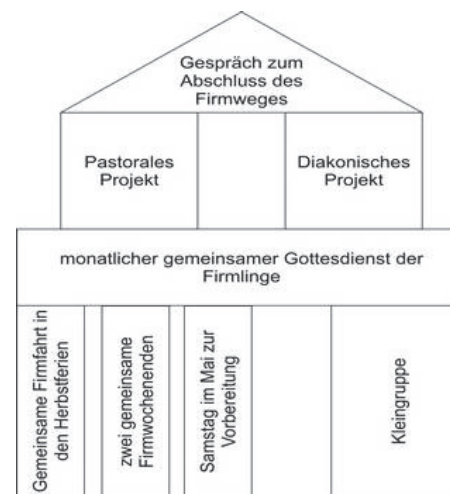 Gespräch zum
Abschluss des
Firmweges
Pastorales
Projekt
Diakonisches
Projekt
monatlicher gemeinsamer Gottesdienst der
Firmlinge
Gemeinsame Firmfahrt in
den Herbstferien
zwei gemeinsame
Firmwochenenden
Samstag im Mai zur
Vorbereitung
Kleingruppe